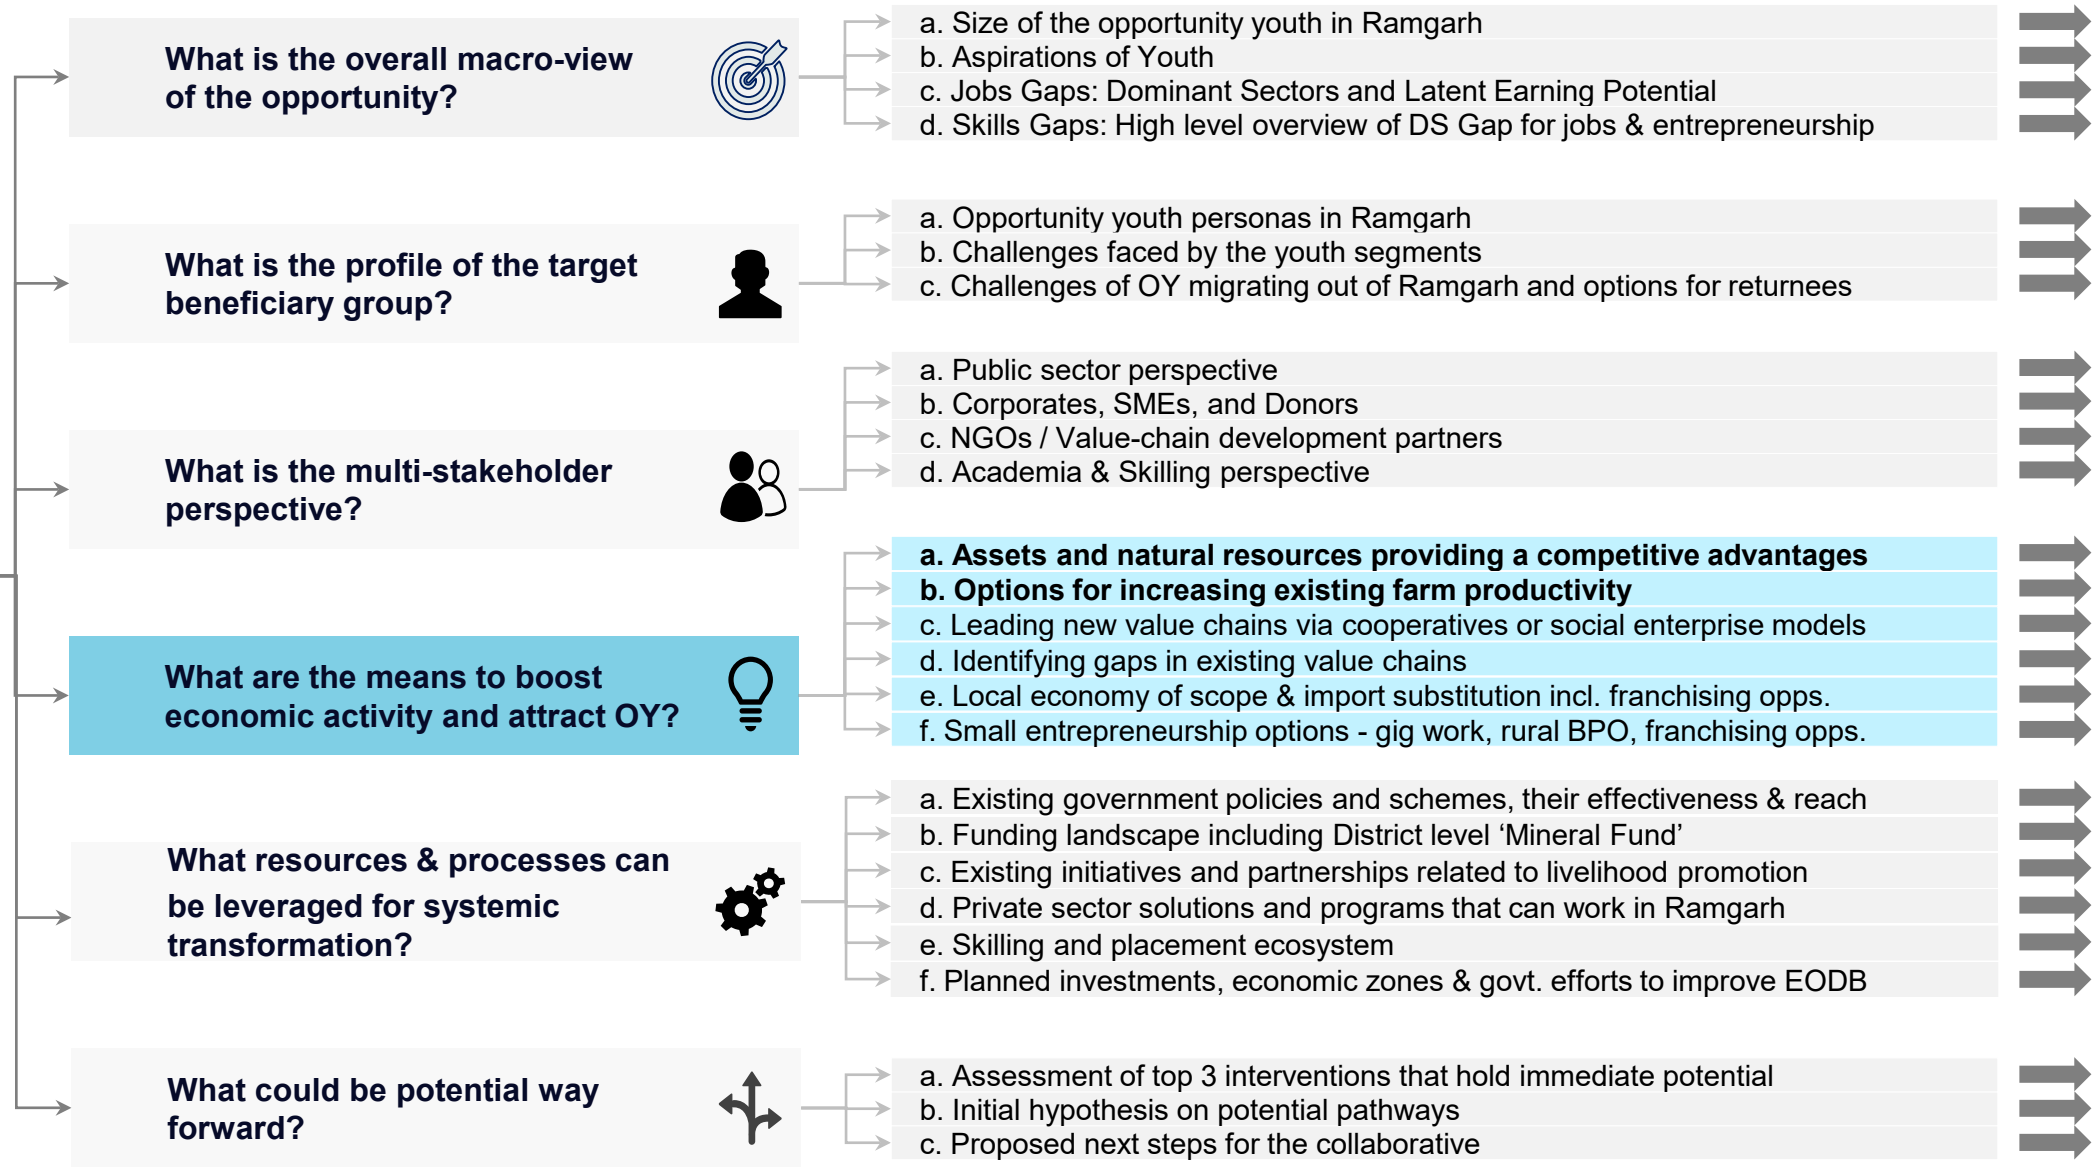 What is the overall macro-view
of the opportunity?
a. Size of the opportunity youth in Ramgarh
b. Aspirations of Youth
c. Jobs Gaps: Dominant Sectors and Latent Earning Potential
d. Skills Gaps: High level overview of DS Gap for jobs & entrepreneurship
What is the profile of the target
beneficiary group?
a. Opportunity youth personas in Ramgarh
b. Challenges faced by the youth segments
c. Challenges of OY migrating out of Ramgarh and options for returnees
What is the multi-stakeholder
perspective?
a. Public sector perspective
b. Corporates, SMEs, and Donors
c. NGOs / Value-chain development partners
d. Academia & Skilling perspective
What are the means to boost
economic activity and attract OY?
a. Assets and natural resources providing a competitive advantages
b. Options for increasing existing farm productivity
c. Leading new value chains via cooperatives or social enterprise models
d. Identifying gaps in existing value chains
e. Local economy of scope & import substitution incl. franchising opps.
f. Small entrepreneurship options - gig work, rural BPO, franchising opps.
What resources & processes can
be leveraged for systemic
transformation?
a. Existing government policies and schemes, their effectiveness & reach
b. Funding landscape including District level ‘Mineral Fund’
c. Existing initiatives and partnerships related to livelihood promotion
d. Private sector solutions and programs that can work in Ramgarh
e. Skilling and placement ecosystem
f. Planned investments, economic zones & govt. efforts to improve EODB
What could be potential way
forward?
a. Assessment of top 3 interventions that hold immediate potential
b. Initial hypothesis on potential pathways
c. Proposed next steps for the collaborative